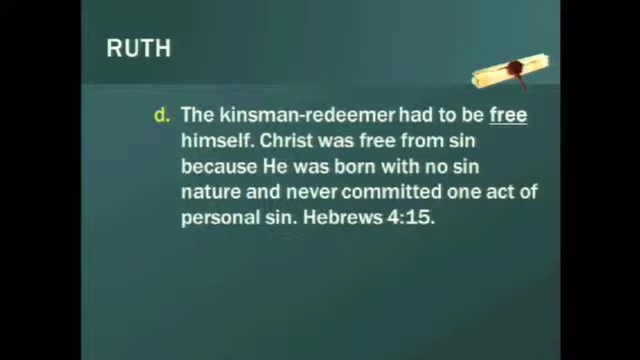 RUTH
d. The kinsman-redeemer had to be free
himself. Christ was free from sin
because He was born with no sin
nature and never committed one act of
personal sin. Hebrews 4:15.